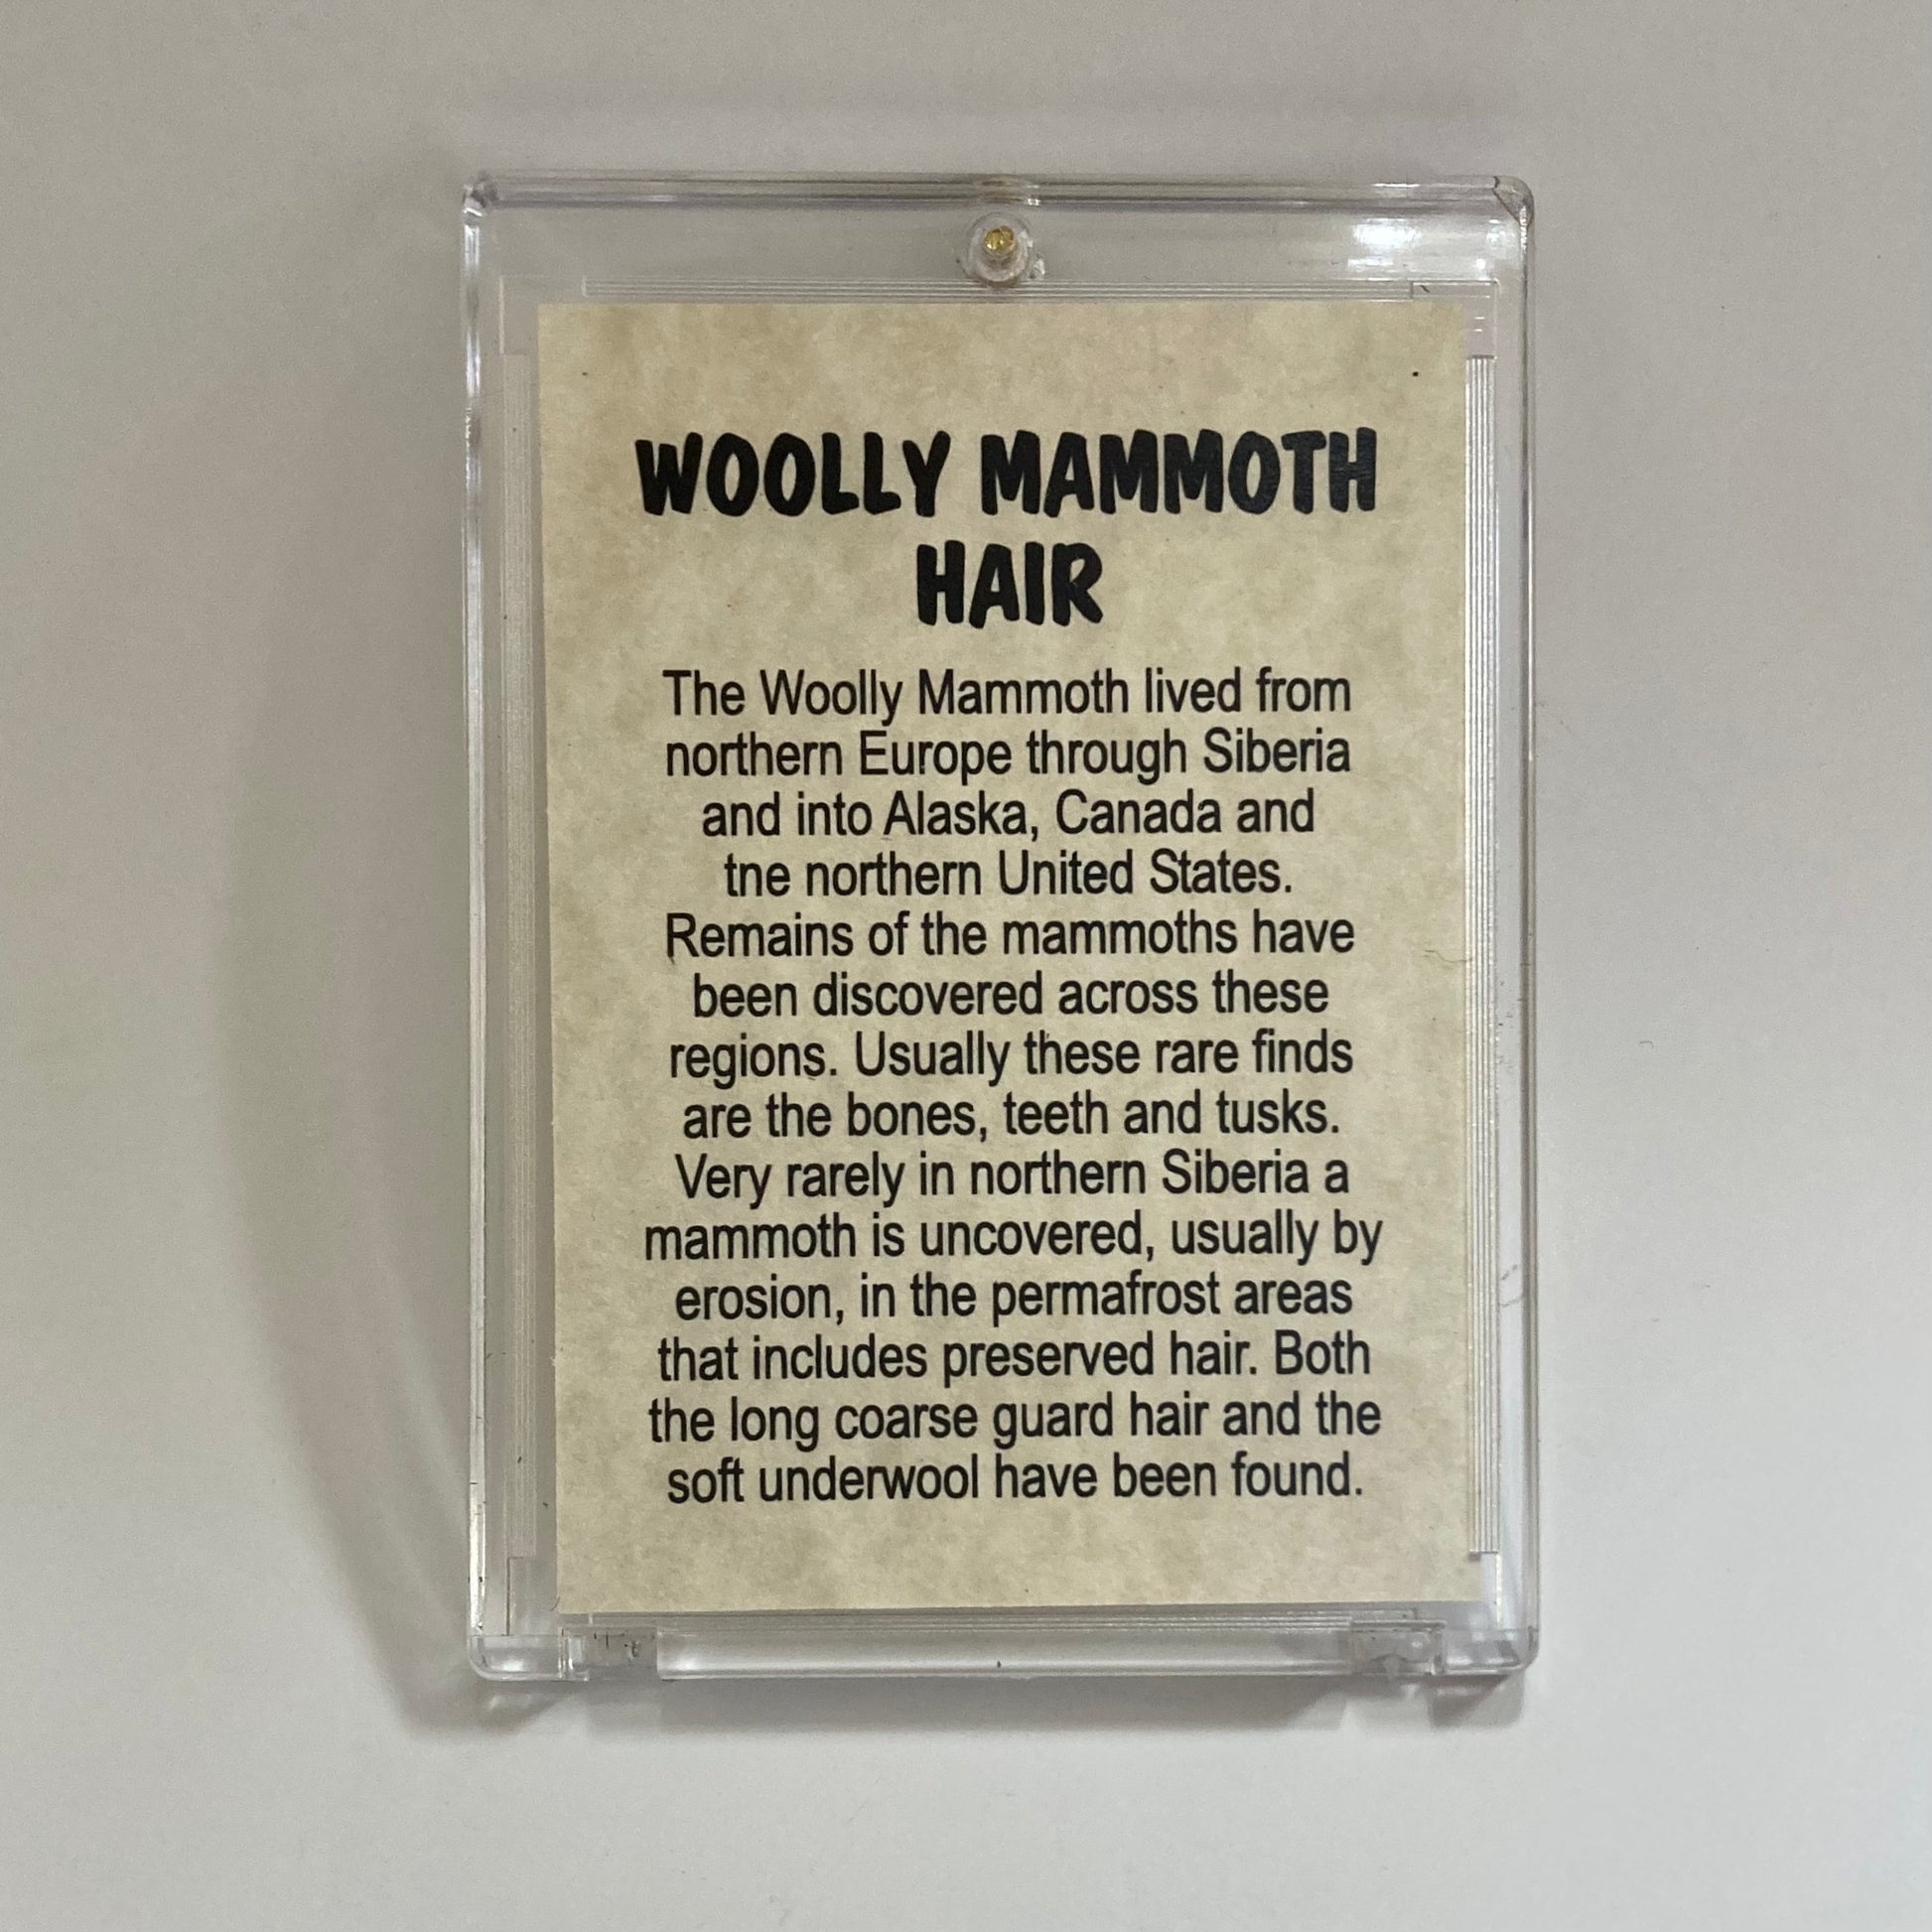 WOOLLY MAMMOTH
HAIR
The Woolly Mammoth lived from
northern Europe through Siberia
and into Alaska, Canada and
tne northern United States.
Remains of the mammoths have
been discovered across these
regions. Usually these rare finds
are the bones, teeth and tusks.
Very rarely in northern Siberia a
mammoth is uncovered, usually by
erosion, in the permafrost areas
that includes preserved hair. Both
the long coarse guard hair and the
soft underwool have been found.